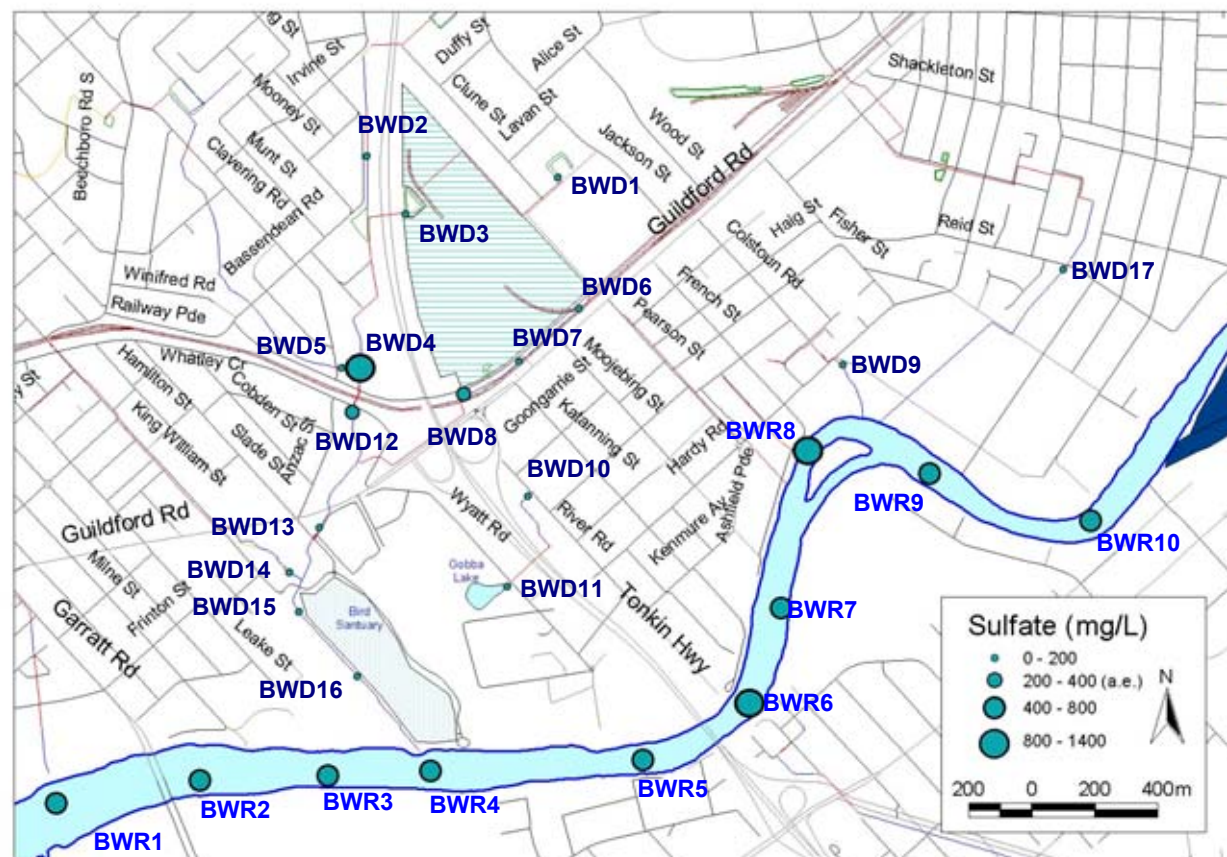 Shackleton St
Duffy St
Alice St
Irvine St
Clune St
Lavan St
Mooney St
Wood St
Beechboro Rd S
BWD2
Munt St
Jackson St
Clavering Rd
BWD1
Guildford Rd
Bassendean Rd
BWD3
Haig St
Fisher St
Reid St
Colstoun Rd
BWD17
Winifred Rd
BWD6
French St
Railway Pde
Pearson St
BWD7
BWD5
BWD4
Moojebing St
Whatley Cr
BWD9
Hamilton St
Goongarrie St
Cobden St
Katanning St
King William St
Slade St
Anzac St
BWD12
BWD8
Hardy Rd
BWR8
BWD10
BWR9
Ashfield Pde
Kenmure Av
BWR10
Guildford Rd
BWD13
Wyatt Rd
River Rd
Milne St
BWD14
Gobba
Lake
BWD11
Frinton St
BWD15
Bird
Santuary
Tonkin Hwy
BWR7
Garratt Rd
Leake St
BWD16
BWR6
BWR5
BWR4
BWR3
BWR2
BWR1
Sulfate (mg/L)
0 - 200
200 - 400 (a.e.)
400 - 800
800 - 1400
N
200 0 200 400m